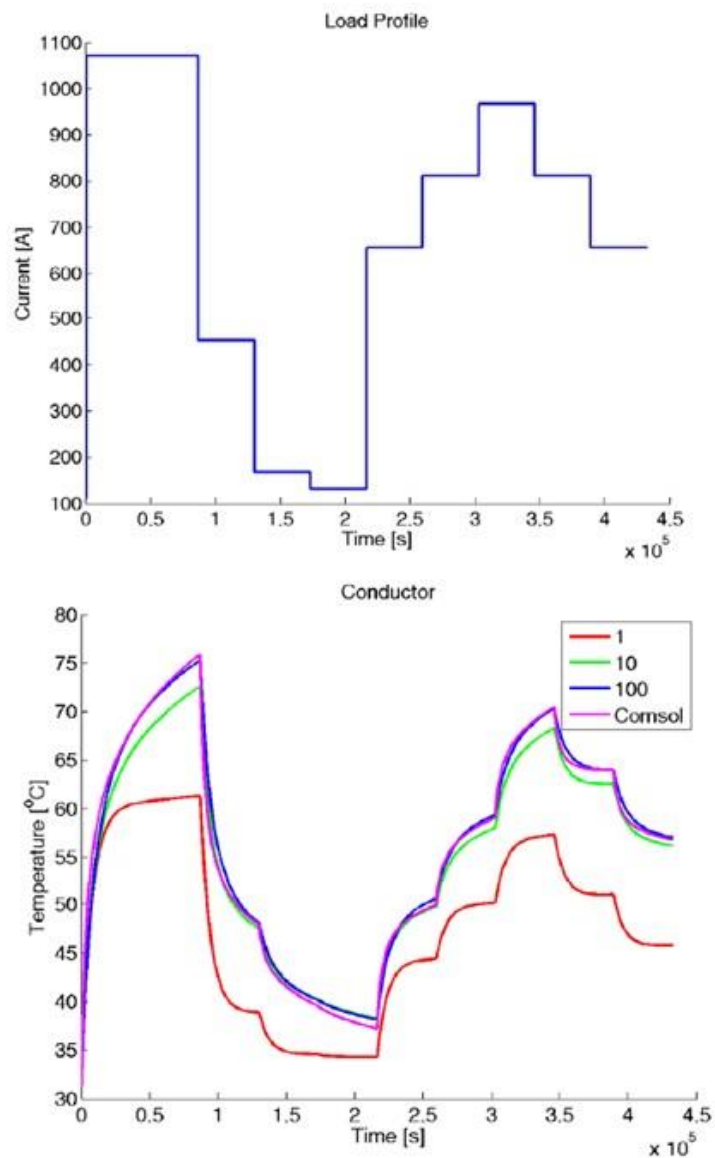 Load Profile
1100
1000
900
800
700
600
500
400
300
200
100
Current [A]
0 0.5 1 1.5 2 2.5 3 3.5 4 4.5
Time [s]
x 10^5
Conductor
80
75
70
65
60
55
50
45
40
35
30
Temperature [°C]
1
10
100
Comsol
0 0.5 1 1.5 2 2.5 3 3.5 4 4.5
Time [s]
x 10^5